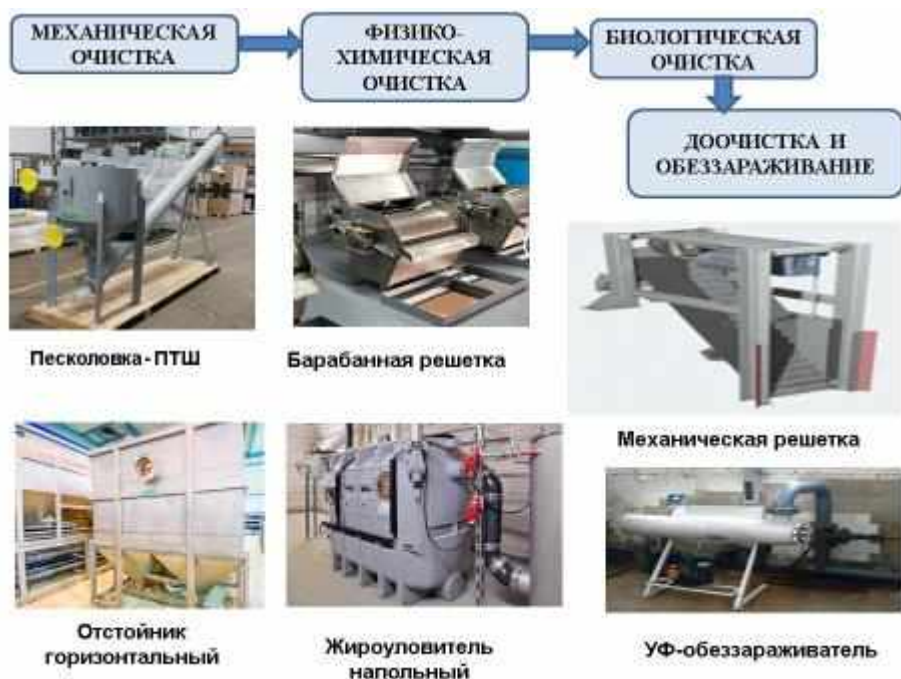 МЕХАНИЧЕСКАЯ
ОЧИСТКА
ФИЗИКО-
ХИМИЧЕСКАЯ
ОЧИСТКА
БИОЛОГИЧЕСКАЯ
ОЧИСТКА
ДООЧИСТКА И
ОБЕЗЗАРАЖИВАНИЕ
Песколовка-ПТШ
Барабанная решетка
Механическая решетка
Отстойник
горизонтальный
Жироуловитель
напольный
УФ-обеззараживатель